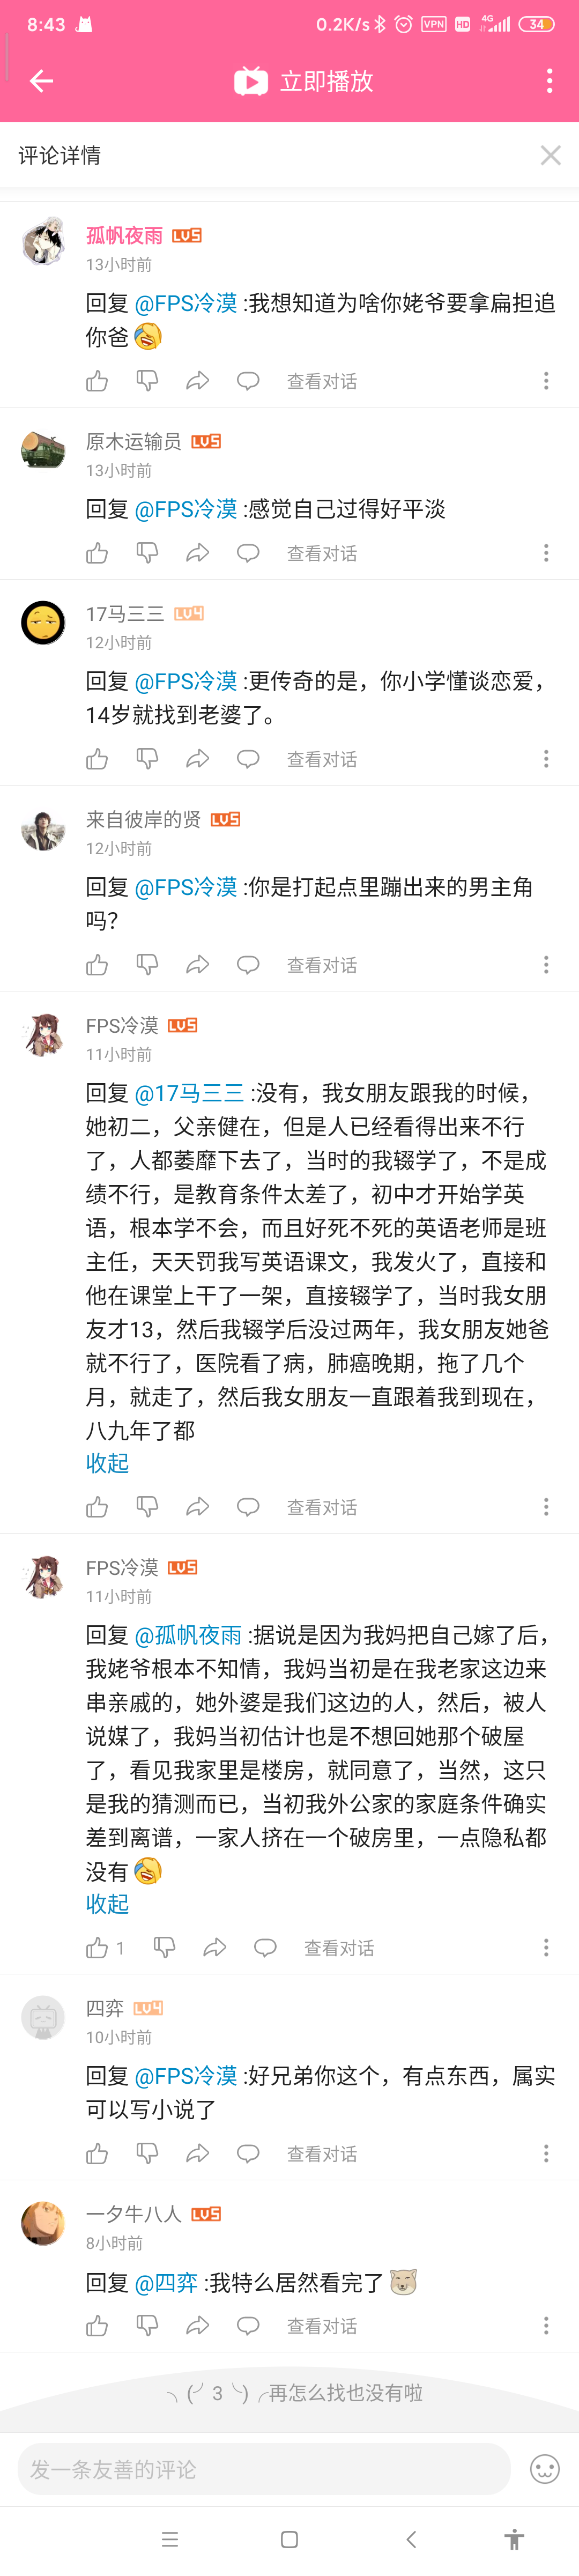 8:43
0.2K/s VPN HD 4G 34
立即播放
评论详情
孤帆夜雨 LV5
13小时前
回复 @FPS冷漠 :我想知道为啥你姥爷要拿扁担追
你爸
查看对话
原木运输员 LV5
13小时前
回复 @FPS冷漠 :感觉自己过得好平淡
查看对话
17马三三 LV4
12小时前
回复 @FPS冷漠 :更传奇的是，你小学懂谈恋爱，
14岁就找到老婆了。
查看对话
来自彼岸的贤 LV5
12小时前
回复 @FPS冷漠 :你是打起点里蹦出来的男主角
吗？
查看对话
FPS冷漠 LV5
11小时前
回复 @17马三三 :没有，我女朋友跟我的时候，
她初二，父亲健在，但是人已经看得出来不行
了，人都萎靡下去了，当时的我辍学了，不是成
绩不行，是教育条件太差了，初中才开始学英
语，根本学不会，而且好死不死的英语老师是班
主任，天天罚我写英语课文，我发火了，直接和
他在课堂上干了一架，直接辍学了，当时我女朋
友才13，然后我辍学后没过两年，我女朋友她爸
就不行了，医院看了病，肺癌晚期，拖了几个
月，就走了，然后我女朋友一直跟着我到现在，
八九年了都
收起
查看对话
FPS冷漠 LV5
11小时前
回复 @孤帆夜雨 :据说是因为我妈把自己嫁了后，
我姥爷根本不知情，我妈当初是在我老家这边来
串亲戚的，她外婆是我们这边的人，然后，被人
说媒了，我妈当初估计也是不想回她那个破屋
了，看见我家里是楼房，就同意了，当然，这只
是我的猜测而已，当初我外公家的家庭条件确实
差到离谱，一家人挤在一个破房里，一点隐私都
没有
收起
1 查看对话
四弈 LV4
10小时前
回复 @FPS冷漠 :好兄弟你这个，有点东西，属实
可以写小说了
查看对话
一夕牛八人 LV5
8小时前
回复 @四弈 :我特么居然看完了
查看对话
╮(╯3╰)╭再怎么找也没有啦
发一条友善的评论